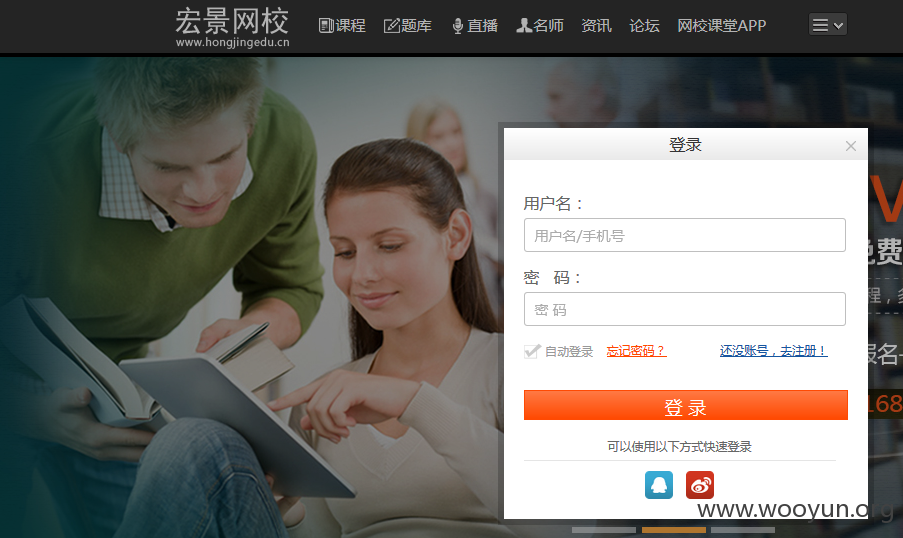 宏景网校
www.hongjingedu.cn
课程 题库 直播 名师 资讯 论坛 网校课堂APP
登录
用户名：
用户名/手机号
密 码：
密 码
自动登录 忘记密码？ 还没账号，去注册！
登 录
可以使用以下方式快速登录
免费
程，多
报名
168
www.wooyun.org